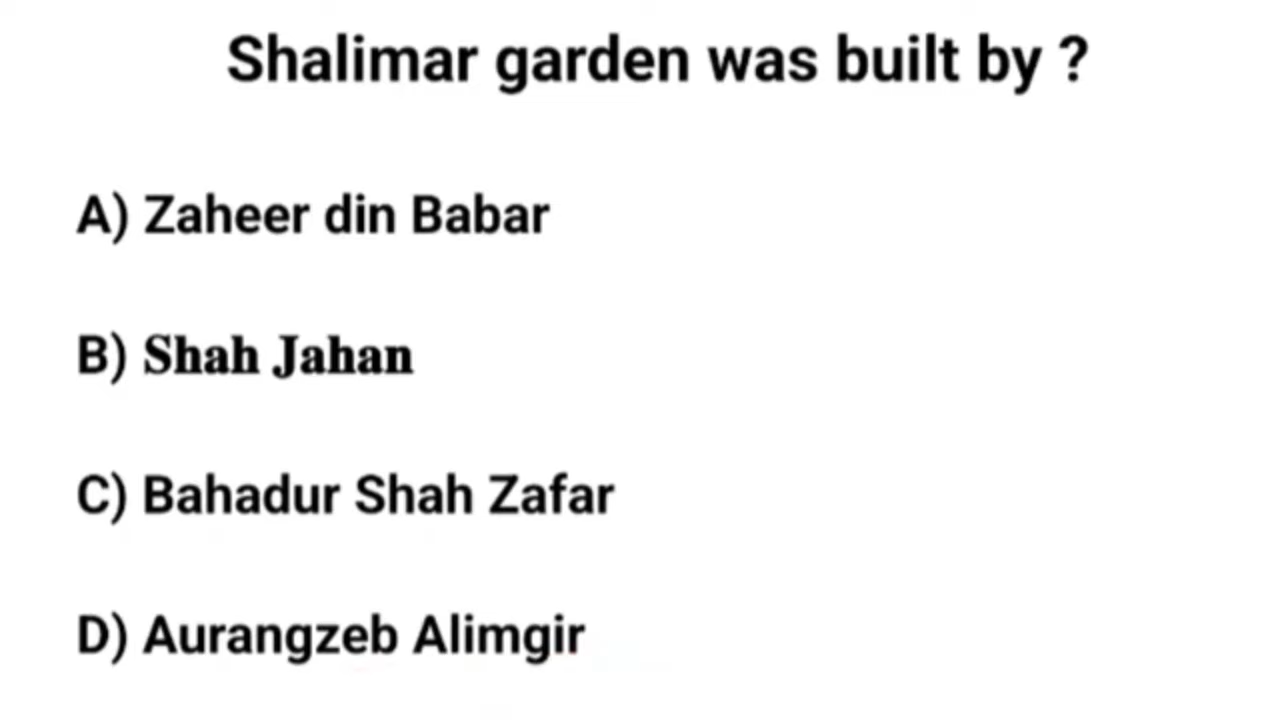 Shalimar garden was built by ?
A) Zaheer din Babar
B) Shah Jahan
C) Bahadur Shah Zafar
D) Aurangzeb Alimgir